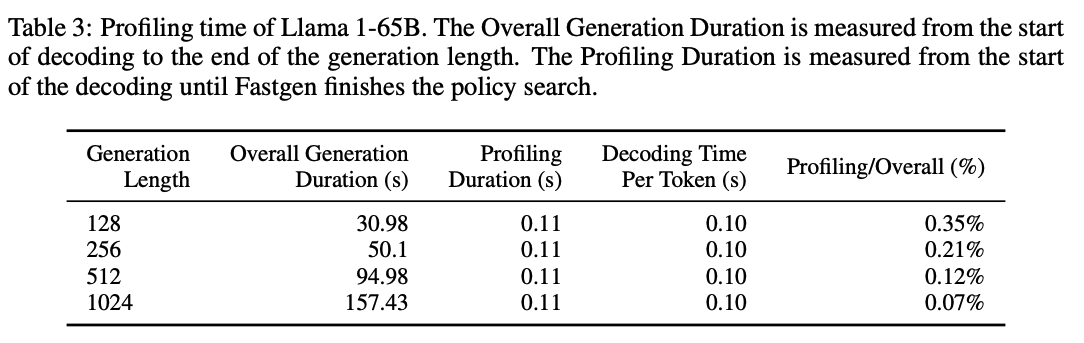 Table 3: Profiling time of Llama 1-65B. The Overall Generation Duration is measured from the start
of decoding to the end of the generation length. The Profiling Duration is measured from the start
of the decoding until Fastgen finishes the policy search.
Generation Length Overall Generation Duration (s) Profiling Duration (s) Decoding Time Per Token (s) Profiling/Overall (%)
128 30.98 0.11 0.10 0.35%
256 50.1 0.11 0.10 0.21%
512 94.98 0.11 0.10 0.12%
1024 157.43 0.11 0.10 0.07%